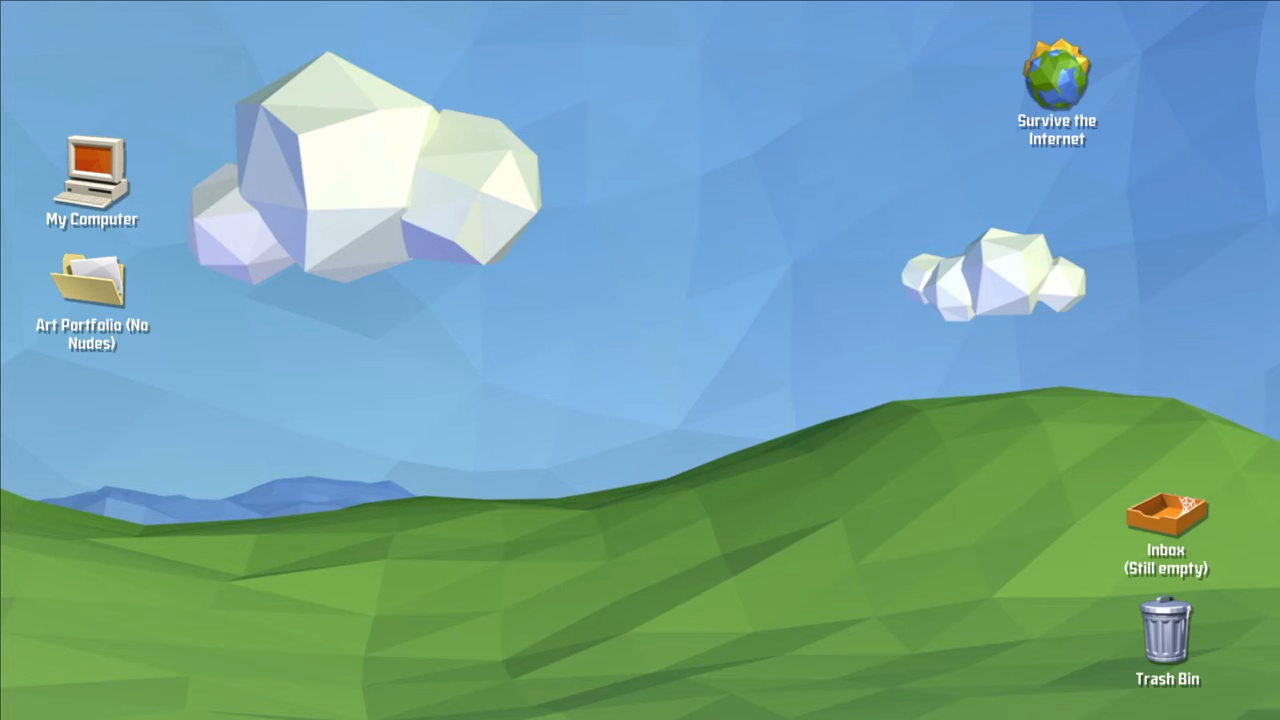 Survive the
Internet
My Computer
Art Portfolio (No
Nudes)
Inbox
(Still empty)
Trash Bin